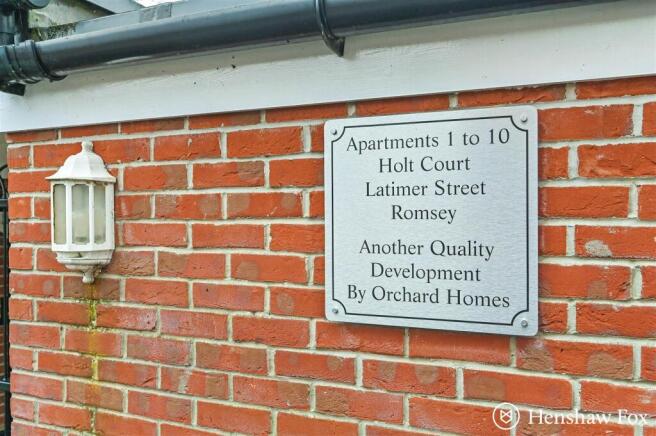 Apartments 1 to 10
Holt Court
Latimer Street
Romsey
Another Quality
Development
By Orchard Homes
Henshaw Fox